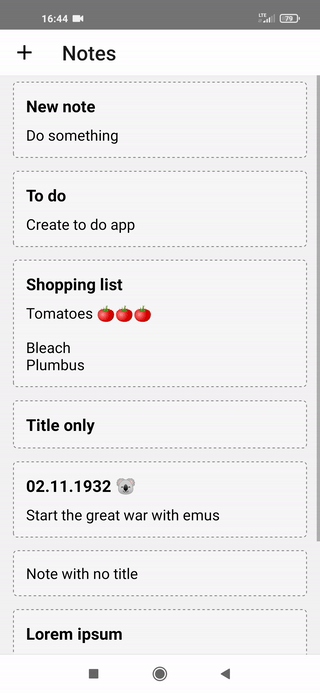 16:44
LTE
79
Notes
New note
Do something
To do
Create to do app
Shopping list
Tomatoes 🍅🍅🍅
Bleach
Plumbus
Title only
02.11.1932 🐨
Start the great war with emus
Note with no title
Lorem ipsum